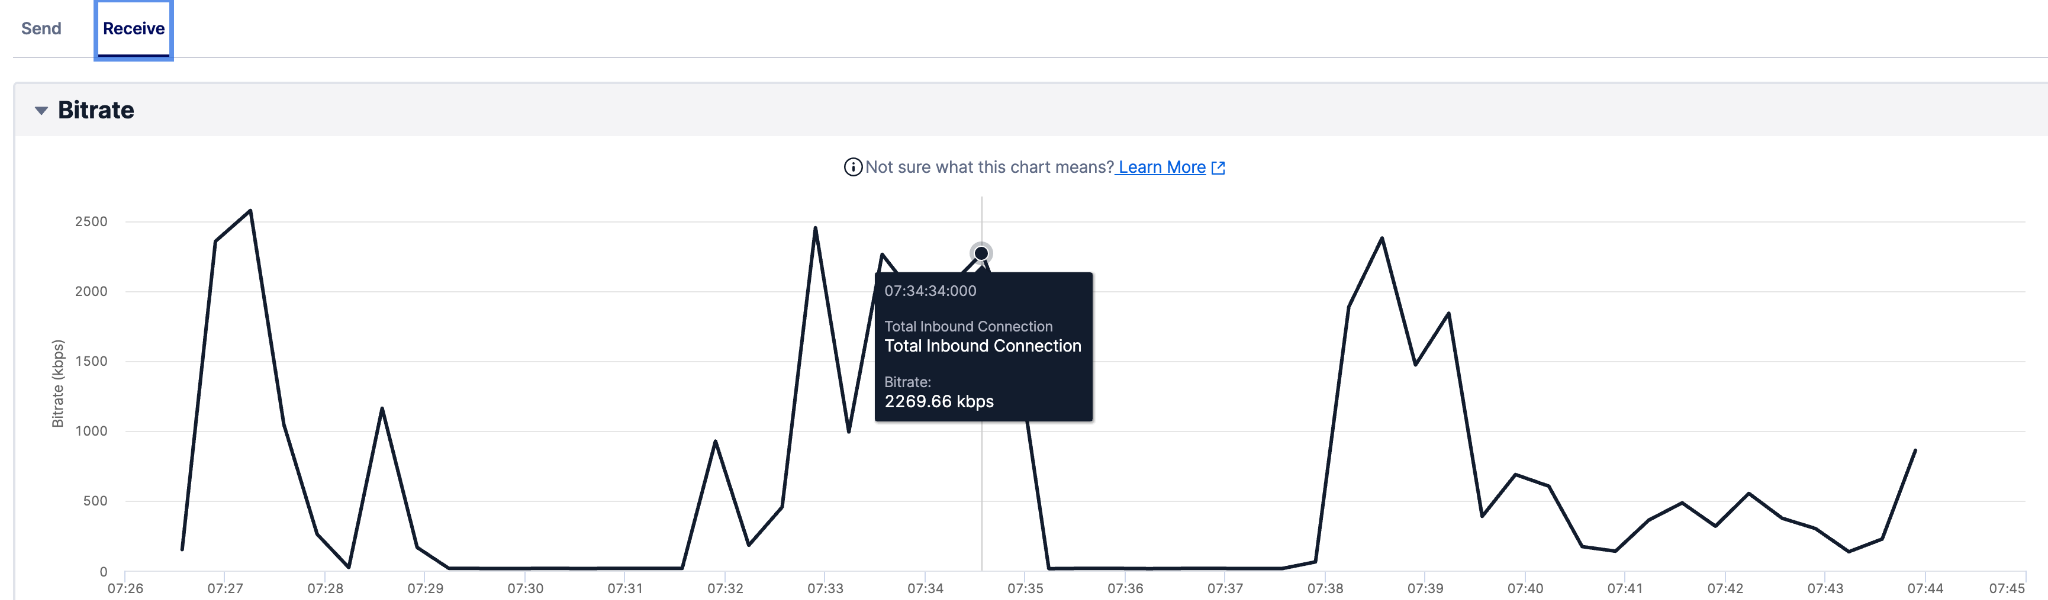 Send Receive
Bitrate
Not sure what this chart means? Learn More
2500
2000
1500
1000
500
0
Bitrate (kbps)
07:34:34:000
Total Inbound Connection
Total Inbound Connection
Bitrate:
2269.66 kbps
07:26 07:27 07:28 07:29 07:30 07:31 07:32 07:33 07:34 07:35 07:36 07:37 07:38 07:39 07:40 07:41 07:42 07:43 07:44 07:45